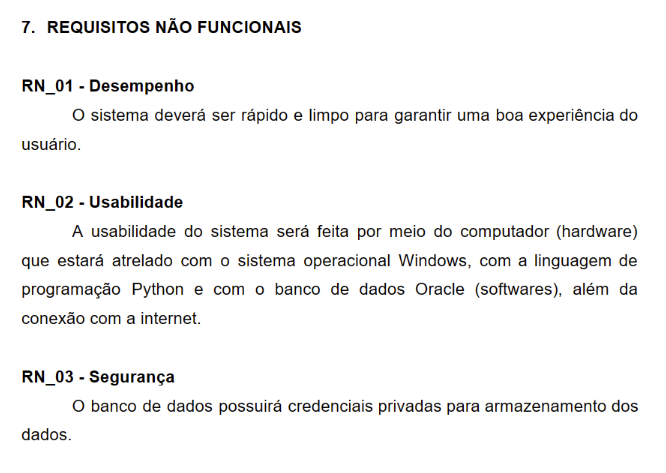 7. REQUISITOS NÃO FUNCIONAIS
RN_01 - Desempenho
O sistema deverá ser rápido e limpo para garantir uma boa experiência do
usuário.
RN_02 - Usabilidade
A usabilidade do sistema será feita por meio do computador (hardware)
que estará atrelado com o sistema operacional Windows, com a linguagem de
programação Python e com o banco de dados Oracle (softwares), além da
conexão com a internet.
RN_03 - Segurança
O banco de dados possuirá credenciais privadas para armazenamento dos
dados.